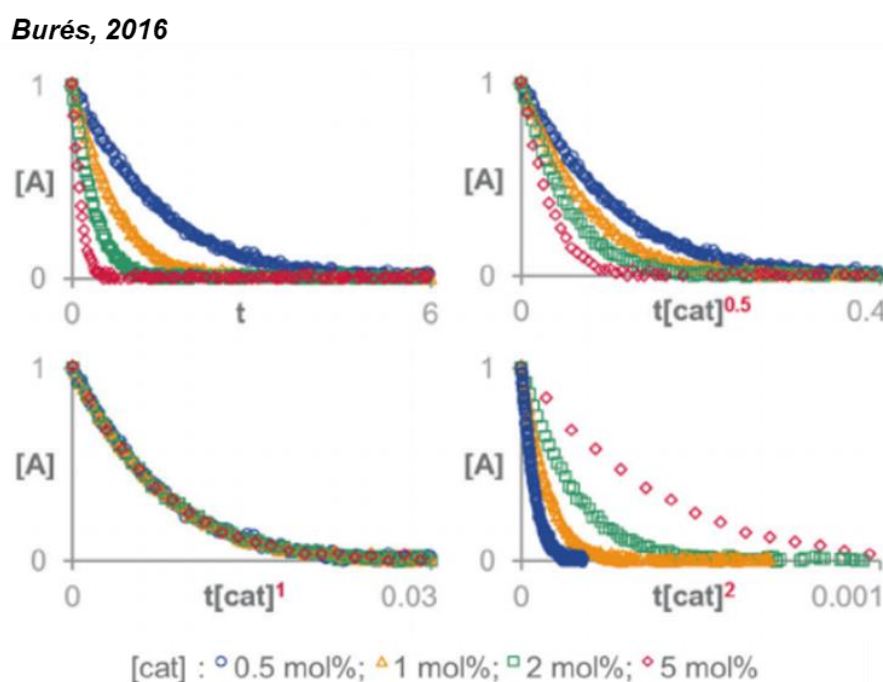 Burés, 2016
1
[A]
0
0
t
6
1
[A]
0
0
t[cat]0.5
0.4
1
[A]
0
0
t[cat]1
0.03
1
[A]
0
0
t[cat]2
0.001
[cat] : 0.5 mol%; 1 mol%; 2 mol%; 5 mol%